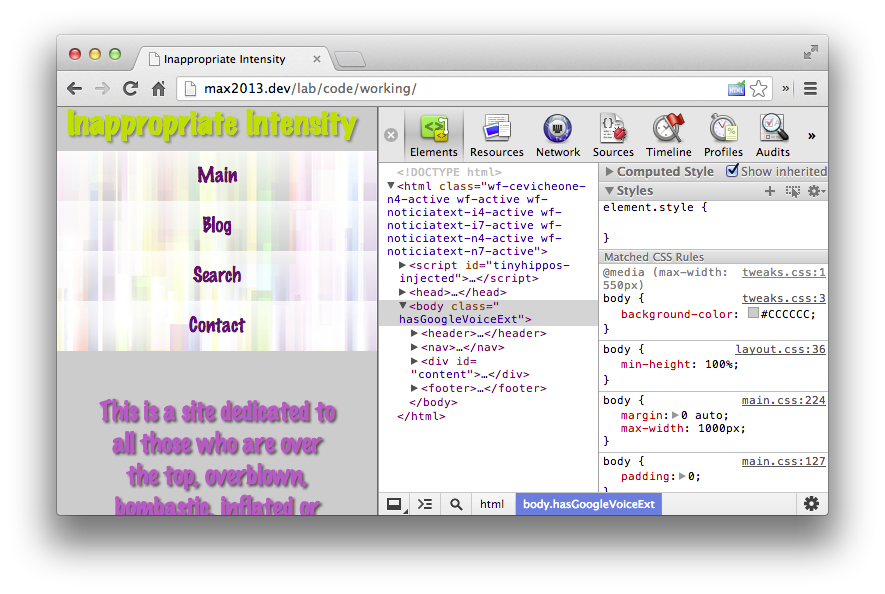 Inappropriate Intensity
max2013.dev/lab/code/working/
Inappropriate Intensity
Main
Blog
Search
Contact
This is a site dedicated to
all those who are over
the top, overblown,
bombastic, inflated or
Elements Resources Network Sources Timeline Profiles Audits »
<!DOCTYPE html>
▼<html class="wf-cevicheone-
n4-active wf-active wf-
noticiatext-i4-active wf-
noticiatext-i7-active wf-
noticiatext-n4-active wf-
noticiatext-n7-active">
▶<script id="tinyhippos-
injected">…</script>
▶<head>…</head>
▼<body class="
hasGoogleVoiceExt">
▶<header>…</header>
▶<nav>…</nav>
▶<div id=
"content">…</div>
▶<footer>…</footer>
</body>
</html>
▶ Computed Style Show inherited
▼ Styles
element.style {
}
Matched CSS Rules
@media (max-width: tweaks.css:1
550px)
body { tweaks.css:3
background-color: #CCCCCC;
}
body { layout.css:36
min-height: 100%;
}
body { main.css:224
margin:▶0 auto;
max-width: 1000px;
}
body { main.css:127
padding:▶0;
}
html body.hasGoogleVoiceExt